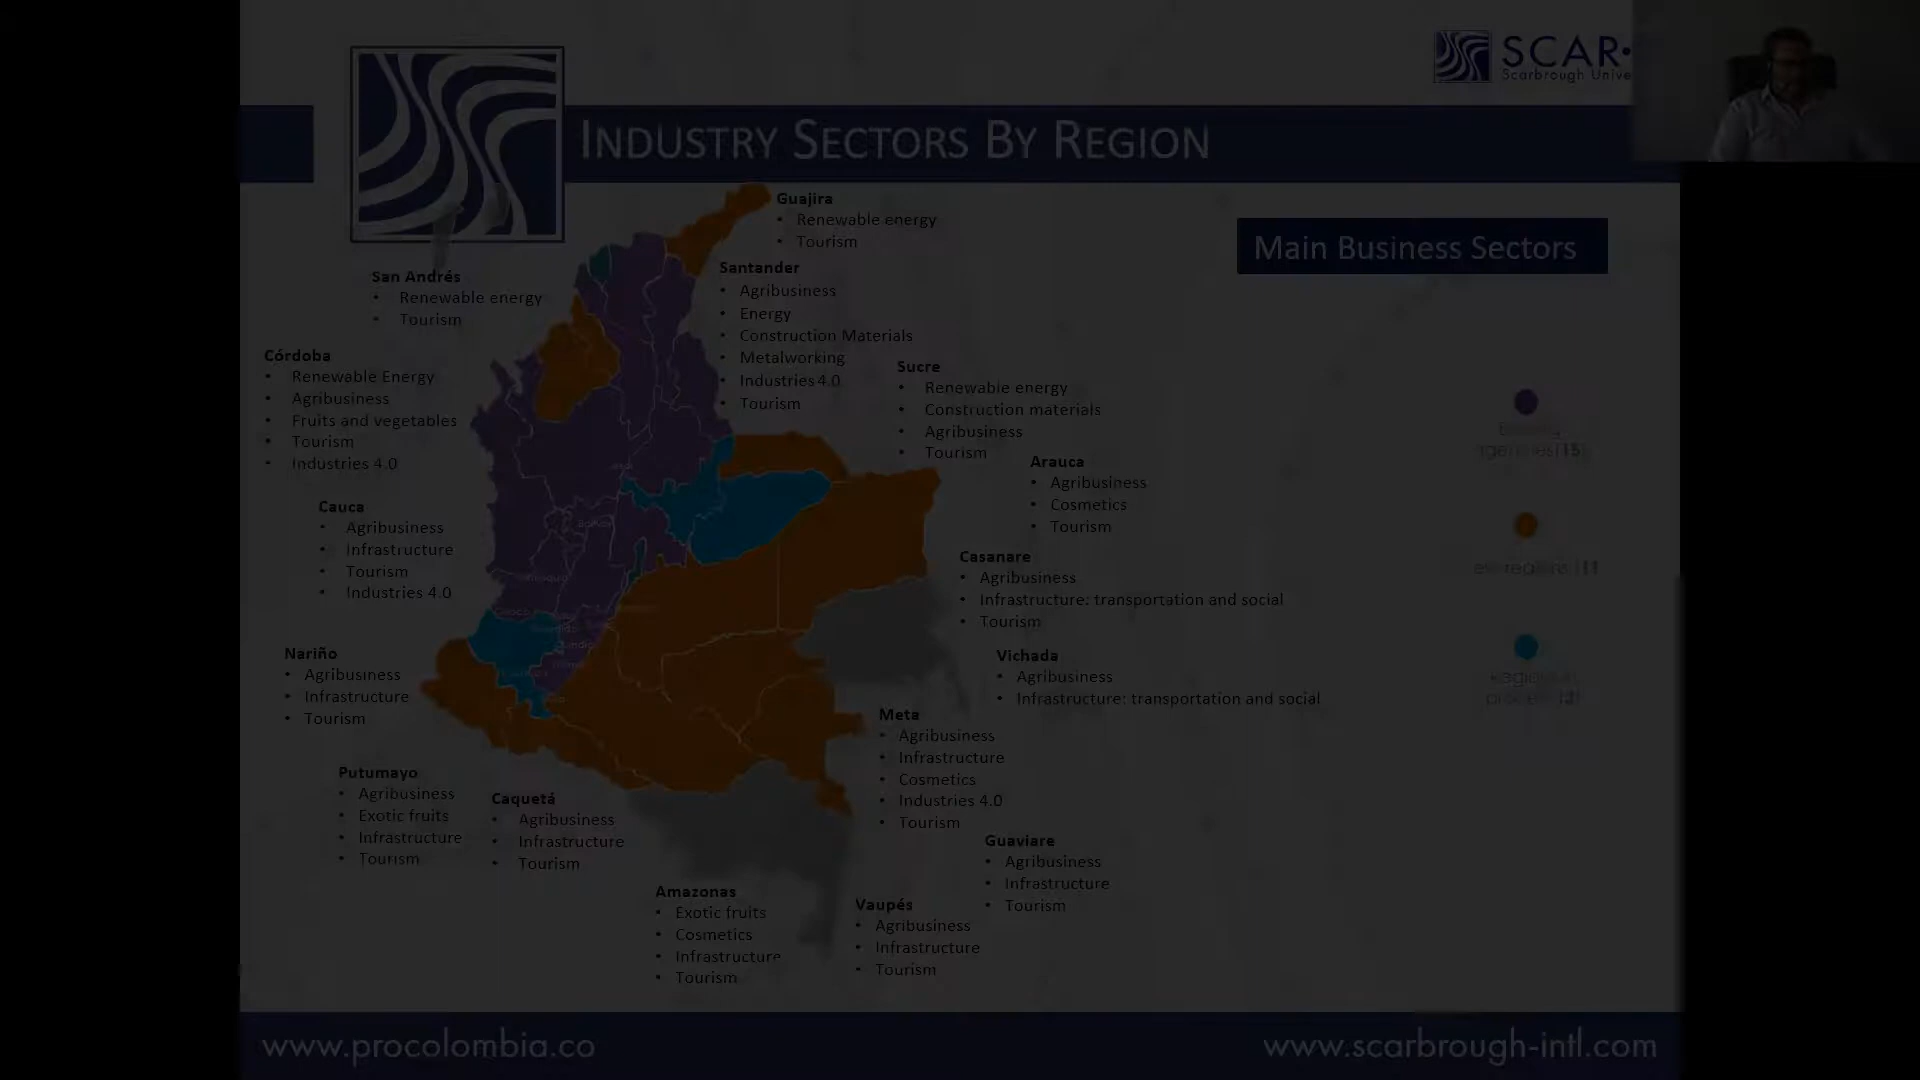 SCAR
Scarbrough Unive
INDUSTRY SECTORS BY REGION
Main Business Sectors
Guajira
• Renewable energy
• Tourism
San Andrés
• Renewable energy
• Tourism
Santander
• Agribusiness
• Energy
• Construction Materials
• Metalworking
• Industries 4.0
• Tourism
Córdoba
• Renewable Energy
• Agribusiness
• Fruits and vegetables
• Tourism
• Industries 4.0
Sucre
• Renewable energy
• Construction materials
• Agribusiness
• Tourism
Arauca
• Agribusiness
• Cosmetics
• Tourism
Cauca
• Agribusiness
• Infrastructure
• Tourism
• Industries 4.0
Casanare
• Agribusiness
• Infrastructure: transportation and social
• Tourism
Nariño
• Agribusiness
• Infrastructure
• Tourism
Vichada
• Agribusiness
• Infrastructure: transportation and social
Meta
• Agribusiness
• Infrastructure
• Cosmetics
• Industries 4.0
• Tourism
Putumayo
• Agribusiness
• Exotic fruits
• Infrastructure
• Tourism
Caquetá
• Agribusiness
• Infrastructure
• Tourism
Guaviare
• Agribusiness
• Infrastructure
• Tourism
Amazonas
• Exotic fruits
• Cosmetics
• Infrastructure
• Tourism
Vaupés
• Agribusiness
• Infrastructure
• Tourism
www.procolombia.co
www.scarbrough-intl.com